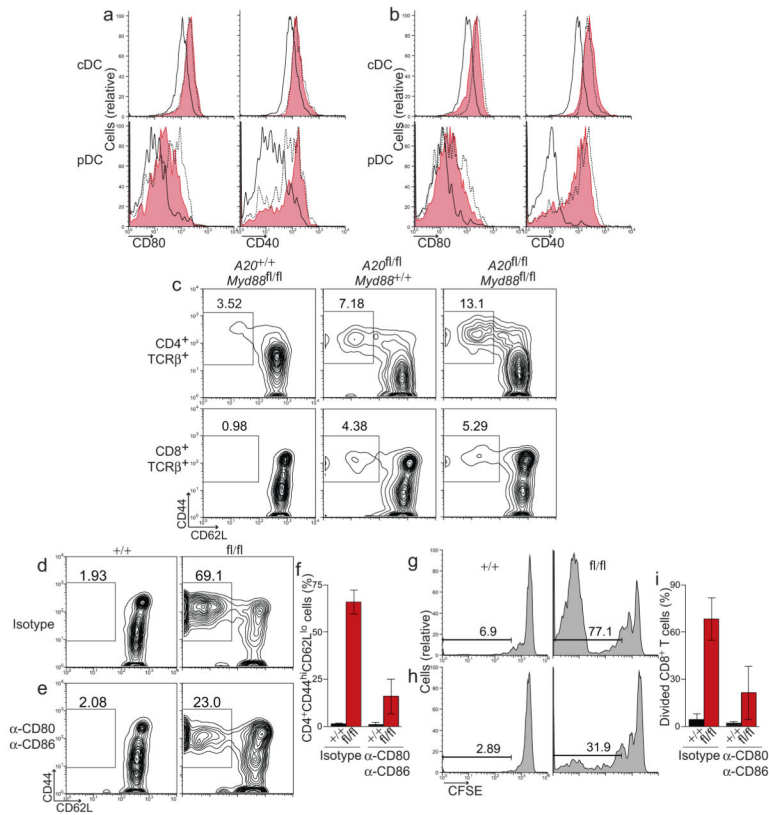 a
b
cDC
pDC
Cells (relative)
CD80
CD40
CD80
CD40
A20+/+
Myd88fl/fl
A20fl/fl
Myd88+/+
A20fl/fl
Myd88fl/fl
c
3.52
7.18
13.1
CD4+
TCRβ+
0.98
4.38
5.29
CD8+
TCRβ+
CD44
CD62L
+/+
fl/fl
d
1.93
69.1
Isotype
e
2.08
23.0
α-CD80
α-CD86
CD44
CD62L
f
CD4+CD44hiCD62Llo cells (%)
75
50
25
0
+/+
fl/fl
+/+
fl/fl
Isotype
α-CD80
α-CD86
g
+/+
fl/fl
6.9
77.1
Cells (relative)
h
2.89
31.9
CFSE
i
Divided CD8+ T cells (%)
90
60
30
0
+/+
fl/fl
+/+
fl/fl
Isotype
α-CD80
α-CD86